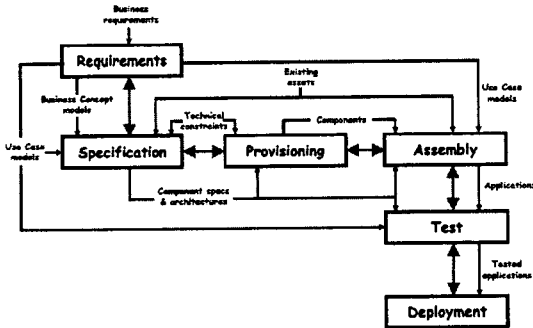 Business
requirements
Requirements
Existing
assets
Business Concept
models
Use Case
models
Technical
constraints
Components
Use Case
models
Specification
Provisioning
Assembly
Component specs
& architectures
Applications
Test
Tested
applications
Deployment